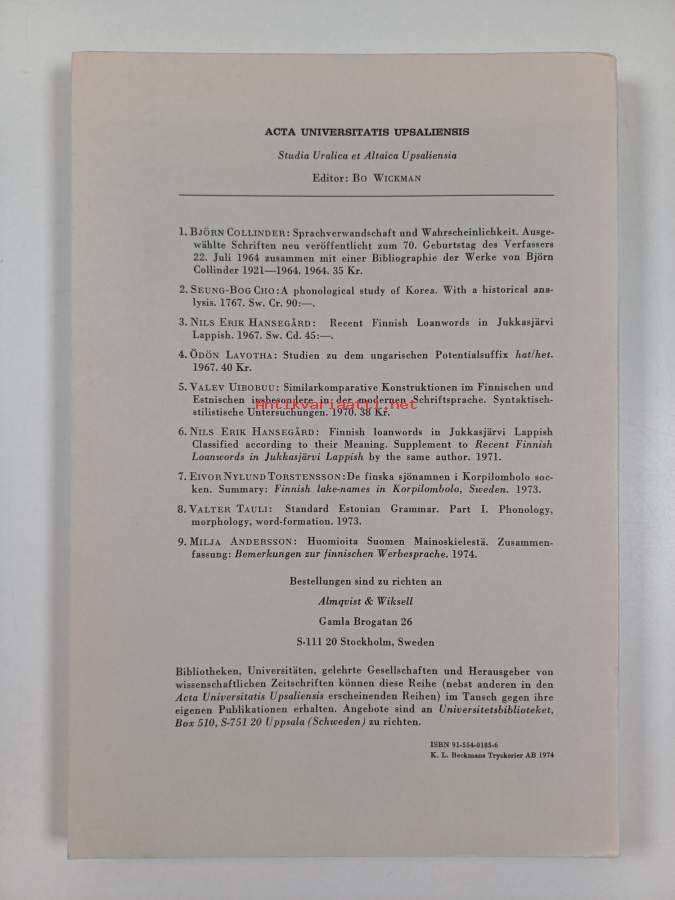 ACTA UNIVERSITATIS UPSALIENSIS
Studia Uralica et Altaica Upsaliensia
Editor: BO WICKMAN
1. BJÖRN COLLINDER: Sprachverwandschaft und Wahrscheinlichkeit. Ausge-
wählte Schriften neu veröffentlicht zum 70. Geburtstag des Verfassers
22. Juli 1964 zusammen mit einer Bibliographie der Werke von Björn
Collinder 1921—1964. 1964. 35 Kr.
2. SEUNG-BOG CHO: A phonological study of Korea. With a historical ana-
lysis. 1767. Sw. Cr. 90:—.
3. NILS ERIK HANSEGÅRD: Recent Finnish Loanwords in Jukkasjärvi
Lappish. 1967. Sw. Cd. 45:—.
4. ÖDÖN LAVOTHA: Studien zu dem ungarischen Potentialsuffix hat/het.
1967. 40 Kr.
5. VALEV UIBOBUU: Similarkomparative Konstruktionen im Finnischen und
Estnischen insbesondere in der modernen Schriftsprache. Syntaktisch-
Antikvariaatti.net
stilistische Untersuchungen. 1970. 38 Kr.
6. NILS ERIK HANSEGÅRD: Finnish loanwords in Jukkasjärvi Lappish
Classified according to their Meaning. Supplement to Recent Finnish
Loanwords in Jukkasjärvi Lappish by the same author. 1971.
7. EIVOR NYLUND TORSTENSSON: De finska sjönamnen i Korpilombolo soc-
ken. Summary: Finnish lake-names in Korpilombolo, Sweden. 1973.
8. VALTER TAULI: Standard Estonian Grammar. Part I. Phonology,
morphology, word-formation. 1973.
9. MILJA ANDERSSON: Huomioita Suomen Mainoskielestä. Zusammen-
fassung: Bemerkungen zur finnischen Werbesprache. 1974.
Bestellungen sind zu richten an
Almqvist & Wiksell
Gamla Brogatan 26
S-111 20 Stockholm, Sweden
Bibliotheken, Universitäten, gelehrte Gesellschaften und Herausgeber von
wissenschaftlichen Zeitschriften können diese Reihe (nebst anderen in den
Acta Universitatis Upsaliensis erscheinenden Reihen) im Tausch gegen ihre
eigenen Publikationen erhalten. Angebote sind an Universitetsbiblioteket,
Box 510, S-751 20 Uppsala (Schweden) zu richten.
ISBN 91-554-0185-6
K. L. Beckmans Tryckerier AB 1974